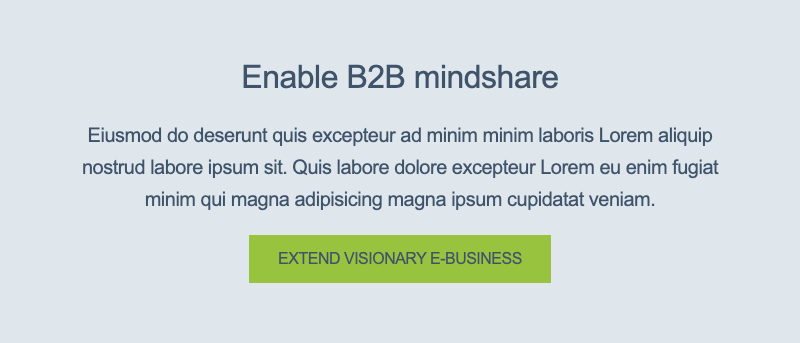 Enable B2B mindshare
Eiusmod do deserunt quis excepteur ad minim minim laboris Lorem aliquip
nostrud labore ipsum sit. Quis labore dolore excepteur Lorem eu enim fugiat
minim qui magna adipisicing magna ipsum cupidatat veniam.
EXTEND VISIONARY E-BUSINESS